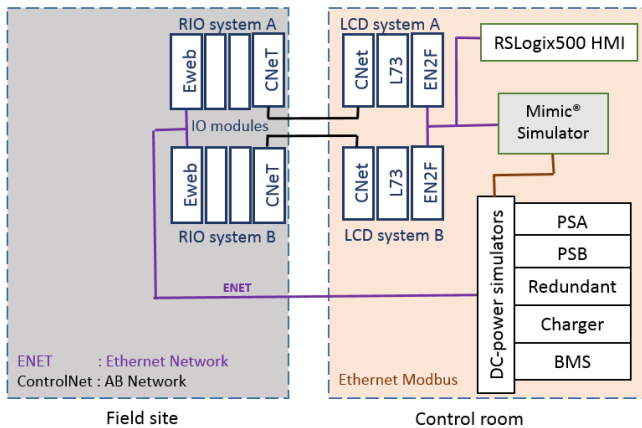 RIO system A
LCD system A
Eweb
CNeT
CNet
L73
EN2F
RSLogix500 HMI
IO modules
Mimic®
Simulator
Eweb
CNeT
CNet
L73
EN2F
RIO system B
LCD system B
DC-power simulators
PSA
PSB
Redundant
Charger
BMS
ENET
ENET : Ethernet Network
ControlNet : AB Network
Ethernet Modbus
Field site
Control room